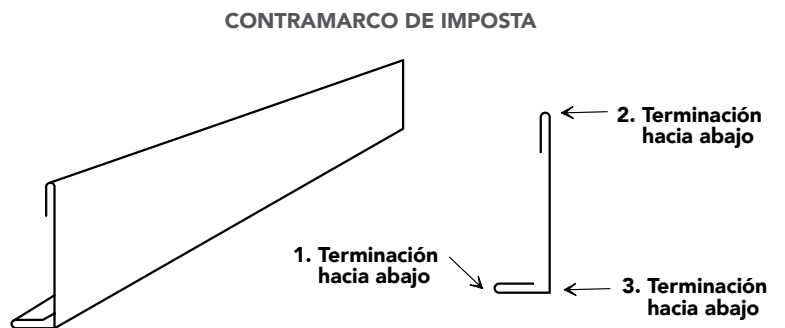 CONTRAMARCO DE IMPOSTA
2. Terminación
hacia abajo
1. Terminación
hacia abajo
3. Terminación
hacia abajo